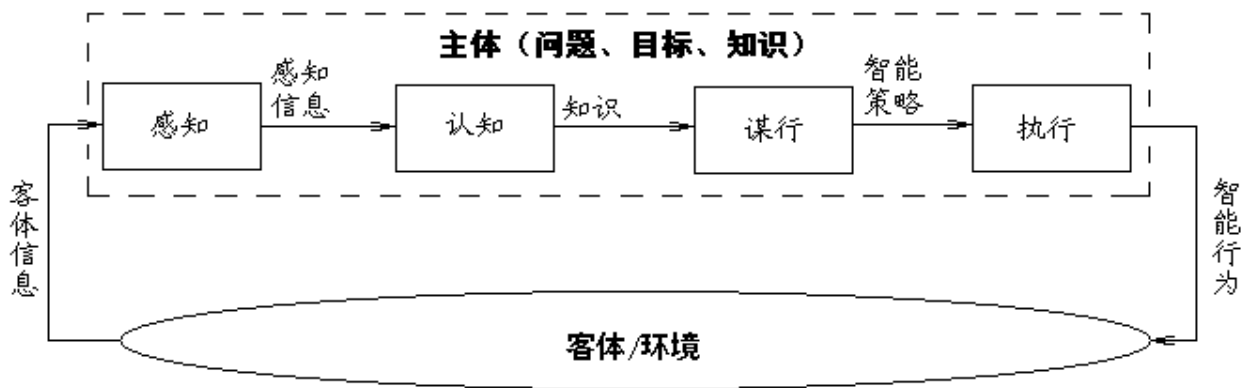 主体（问题、目标、知识）
感知
感知
信息
认知
知识
谋行
智能
策略
执行
客体信息
智能行为
客体/环境